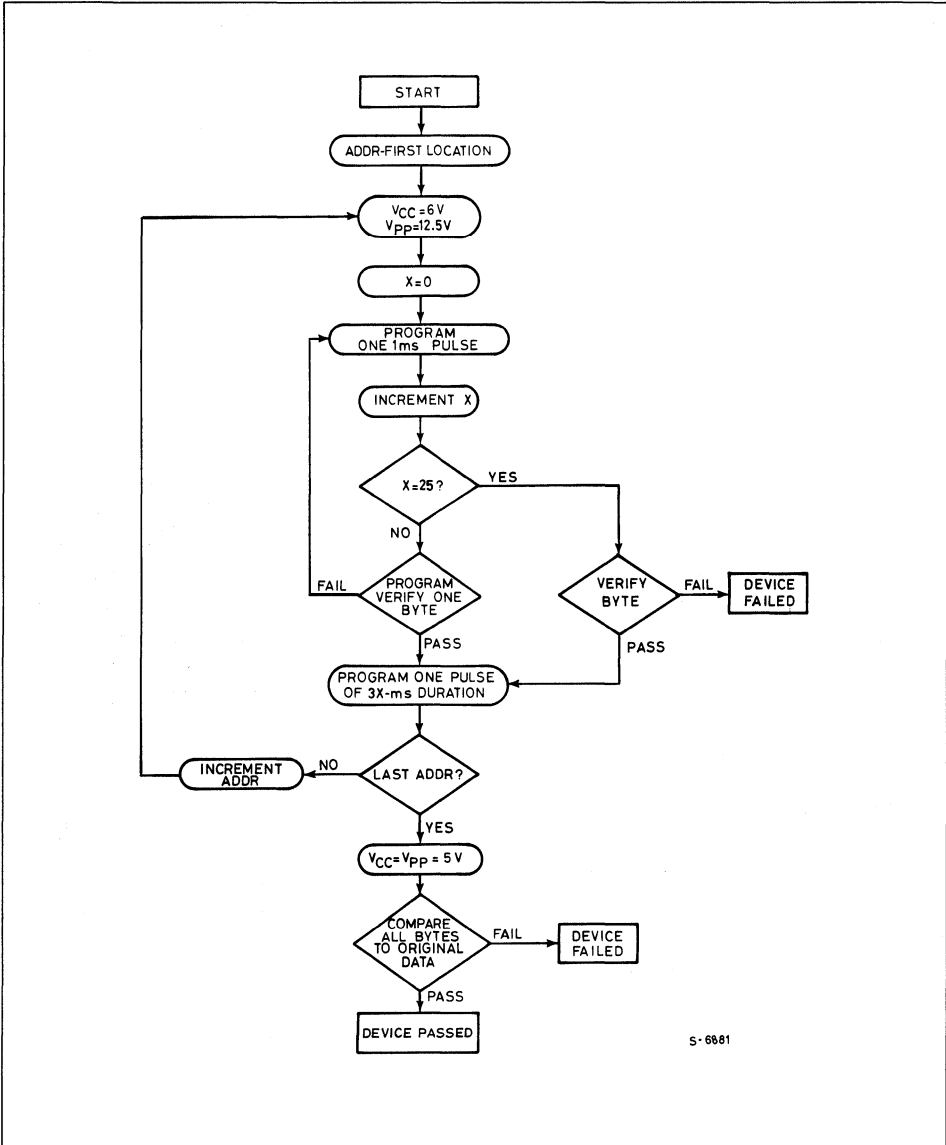 START
ADDR-FIRST LOCATION
VCC=6V
VPP=12.5V
X=0
PROGRAM
ONE 1ms PULSE
INCREMENT X
X=25?
YES
NO
FAIL
PROGRAM
VERIFY ONE
BYTE
VERIFY
BYTE
FAIL
DEVICE
FAILED
PASS
PASS
PROGRAM ONE PULSE
OF 3X-ms DURATION
INCREMENT
ADDR
NO
LAST ADDR?
YES
VCC=VPP= 5V
COMPARE
ALL BYTES
TO ORIGINAL
DATA
FAIL
DEVICE
FAILED
PASS
DEVICE PASSED
S-6881